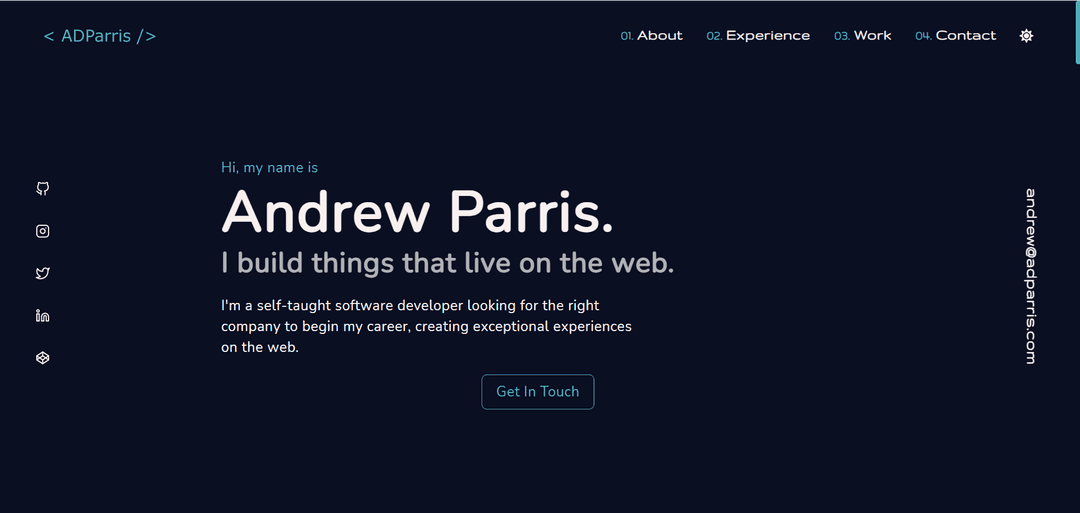 < ADParris />
01. About 02. Experience 03. Work 04. Contact
Hi, my name is
Andrew Parris.
I build things that live on the web.
I'm a self-taught software developer looking for the right
company to begin my career, creating exceptional experiences
on the web.
Get In Touch
andrew@adparris.com